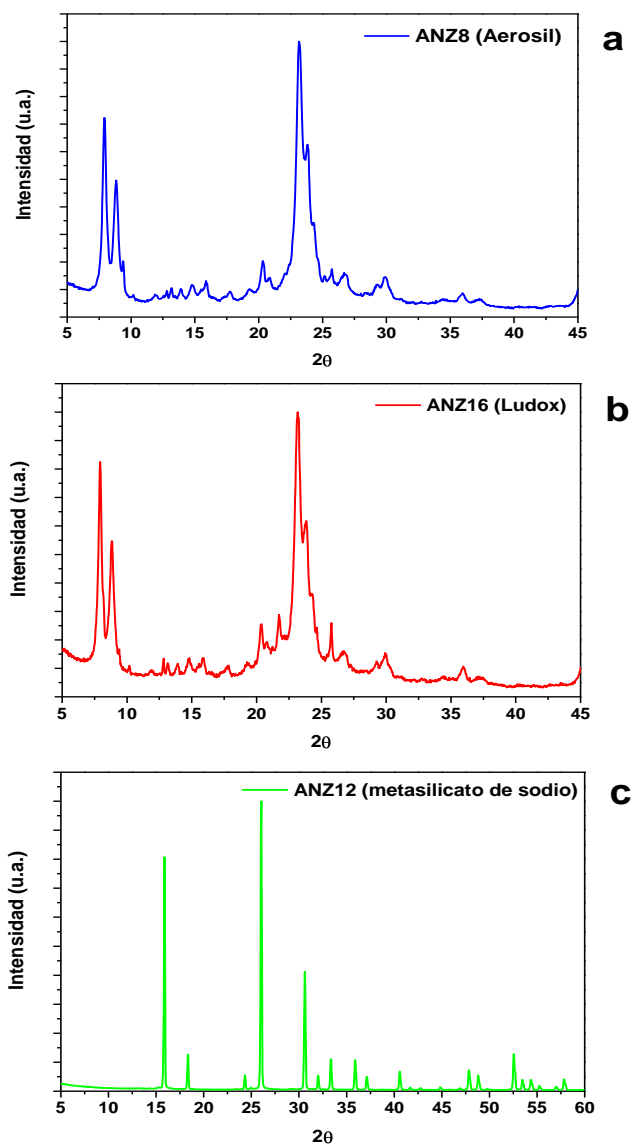 ANZ8 (Aerosil)
a
Intensidad (u.a.)
5 10 15 20 25 30 35 40 45
2θ
ANZ16 (Ludox)
b
Intensidad (u.a.)
5 10 15 20 25 30 35 40 45
2θ
ANZ12 (metasilicato de sodio)
c
Intensidad (u.a.)
5 10 15 20 25 30 35 40 45 50 55 60
2θ